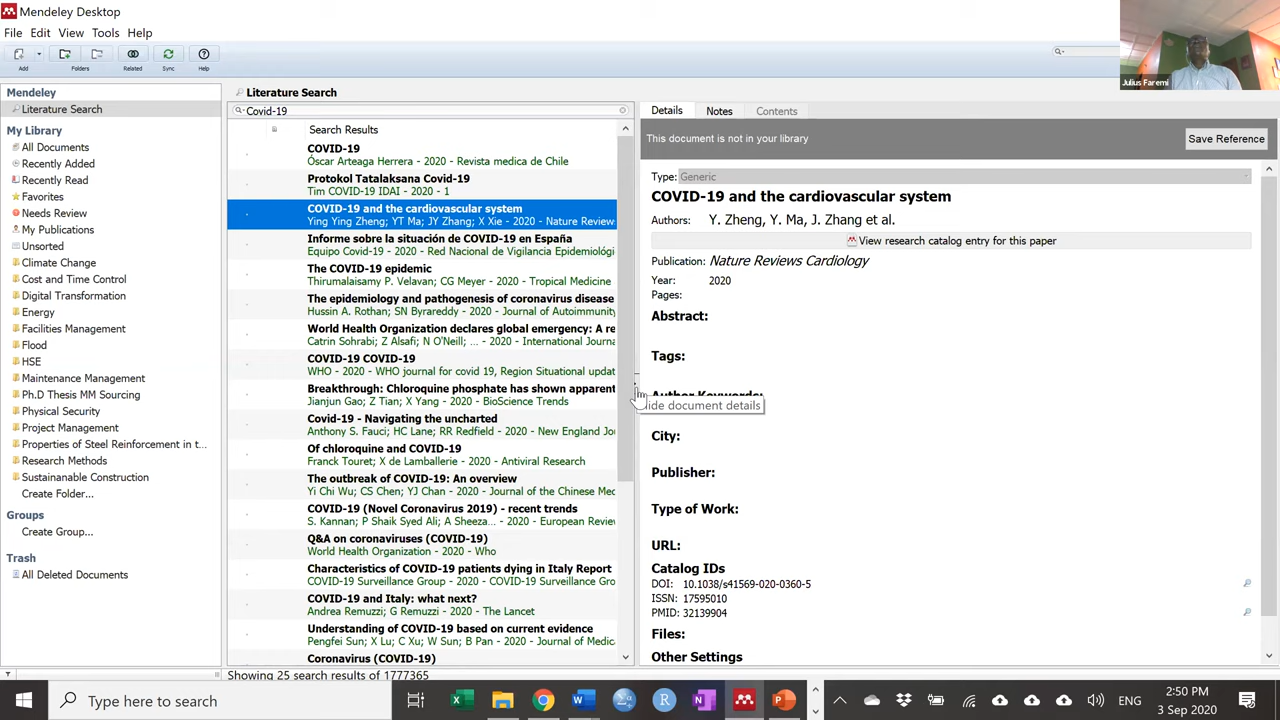 Mendeley Desktop
File Edit View Tools Help
Add Folders Related Sync Help
Julius Faremi
Mendeley
Literature Search
My Library
All Documents
Recently Added
Recently Read
Favorites
Needs Review
My Publications
Unsorted
Climate Change
Cost and Time Control
Digital Transformation
Energy
Facilities Management
Flood
HSE
Maintenance Management
Ph.D Thesis MM Sourcing
Physical Security
Project Management
Properties of Steel Reinforcement in t...
Research Methods
Sustainanable Construction
Create Folder...
Groups
Create Group...
Trash
All Deleted Documents
Literature Search
Covid-19
Search Results
COVID-19
Óscar Arteaga Herrera - 2020 - Revista medica de Chile
Protokol Tatalaksana Covid-19
Tim COVID-19 IDAI - 2020 - 1
COVID-19 and the cardiovascular system
Ying Ying Zheng; YT Ma; JY Zhang; X Xie - 2020 - Nature Reviews
Informe sobre la situación de COVID-19 en España
Equipo Covid-19 - 2020 - Red Nacional de Vigilancia Epidemiológi
The COVID-19 epidemic
Thirumalaisamy P. Velavan; CG Meyer - 2020 - Tropical Medicine
The epidemiology and pathogenesis of coronavirus disease
Hussin A. Rothan; SN Byrareddy - 2020 - Journal of Autoimmunity
World Health Organization declares global emergency: A re
Catrin Sohrabi; Z Alsafi; N O'Neill; ... - 2020 - International Journa
COVID-19 COVID-19
WHO - 2020 - WHO journal for covid 19, Region Situational updat
Breakthrough: Chloroquine phosphate has shown apparent
Jianjun Gao; Z Tian; X Yang - 2020 - BioScience Trends
Covid-19 - Navigating the uncharted
Anthony S. Fauci; HC Lane; RR Redfield - 2020 - New England Jo
Of chloroquine and COVID-19
Franck Touret; X de Lamballerie - 2020 - Antiviral Research
The outbreak of COVID-19: An overview
Yi Chi Wu; CS Chen; YJ Chan - 2020 - Journal of the Chinese Med
COVID-19 (Novel Coronavirus 2019) - recent trends
S. Kannan; P Shaik Syed Ali; A Sheeza... - 2020 - European Revie
Q&A on coronaviruses (COVID-19)
World Health Organization - 2020 - Who
Characteristics of COVID-19 patients dying in Italy Report
COVID-19 Surveillance Group - 2020 - COVID-19 Surveillance Gro
COVID-19 and Italy: what next?
Andrea Remuzzi; G Remuzzi - 2020 - The Lancet
Understanding of COVID-19 based on current evidence
Pengfei Sun; X Lu; C Xu; W Sun; B Pan - 2020 - Journal of Medic
Coronavirus (COVID-19)
Showing 25 search results of 1777365
Details Notes Contents
This document is not in your library
Save Reference
Type: Generic
COVID-19 and the cardiovascular system
Authors: Y. Zheng, Y. Ma, J. Zhang et al.
View research catalog entry for this paper
Publication: Nature Reviews Cardiology
Year: 2020
Pages:
Abstract:
Tags:
Author Keywords:
ide document details
City:
Publisher:
Type of Work:
URL:
Catalog IDs
DOI: 10.1038/s41569-020-0360-5
ISSN: 17595010
PMID: 32139904
Files:
Other Settings
Type here to search
ENG
2:50 PM
3 Sep 2020